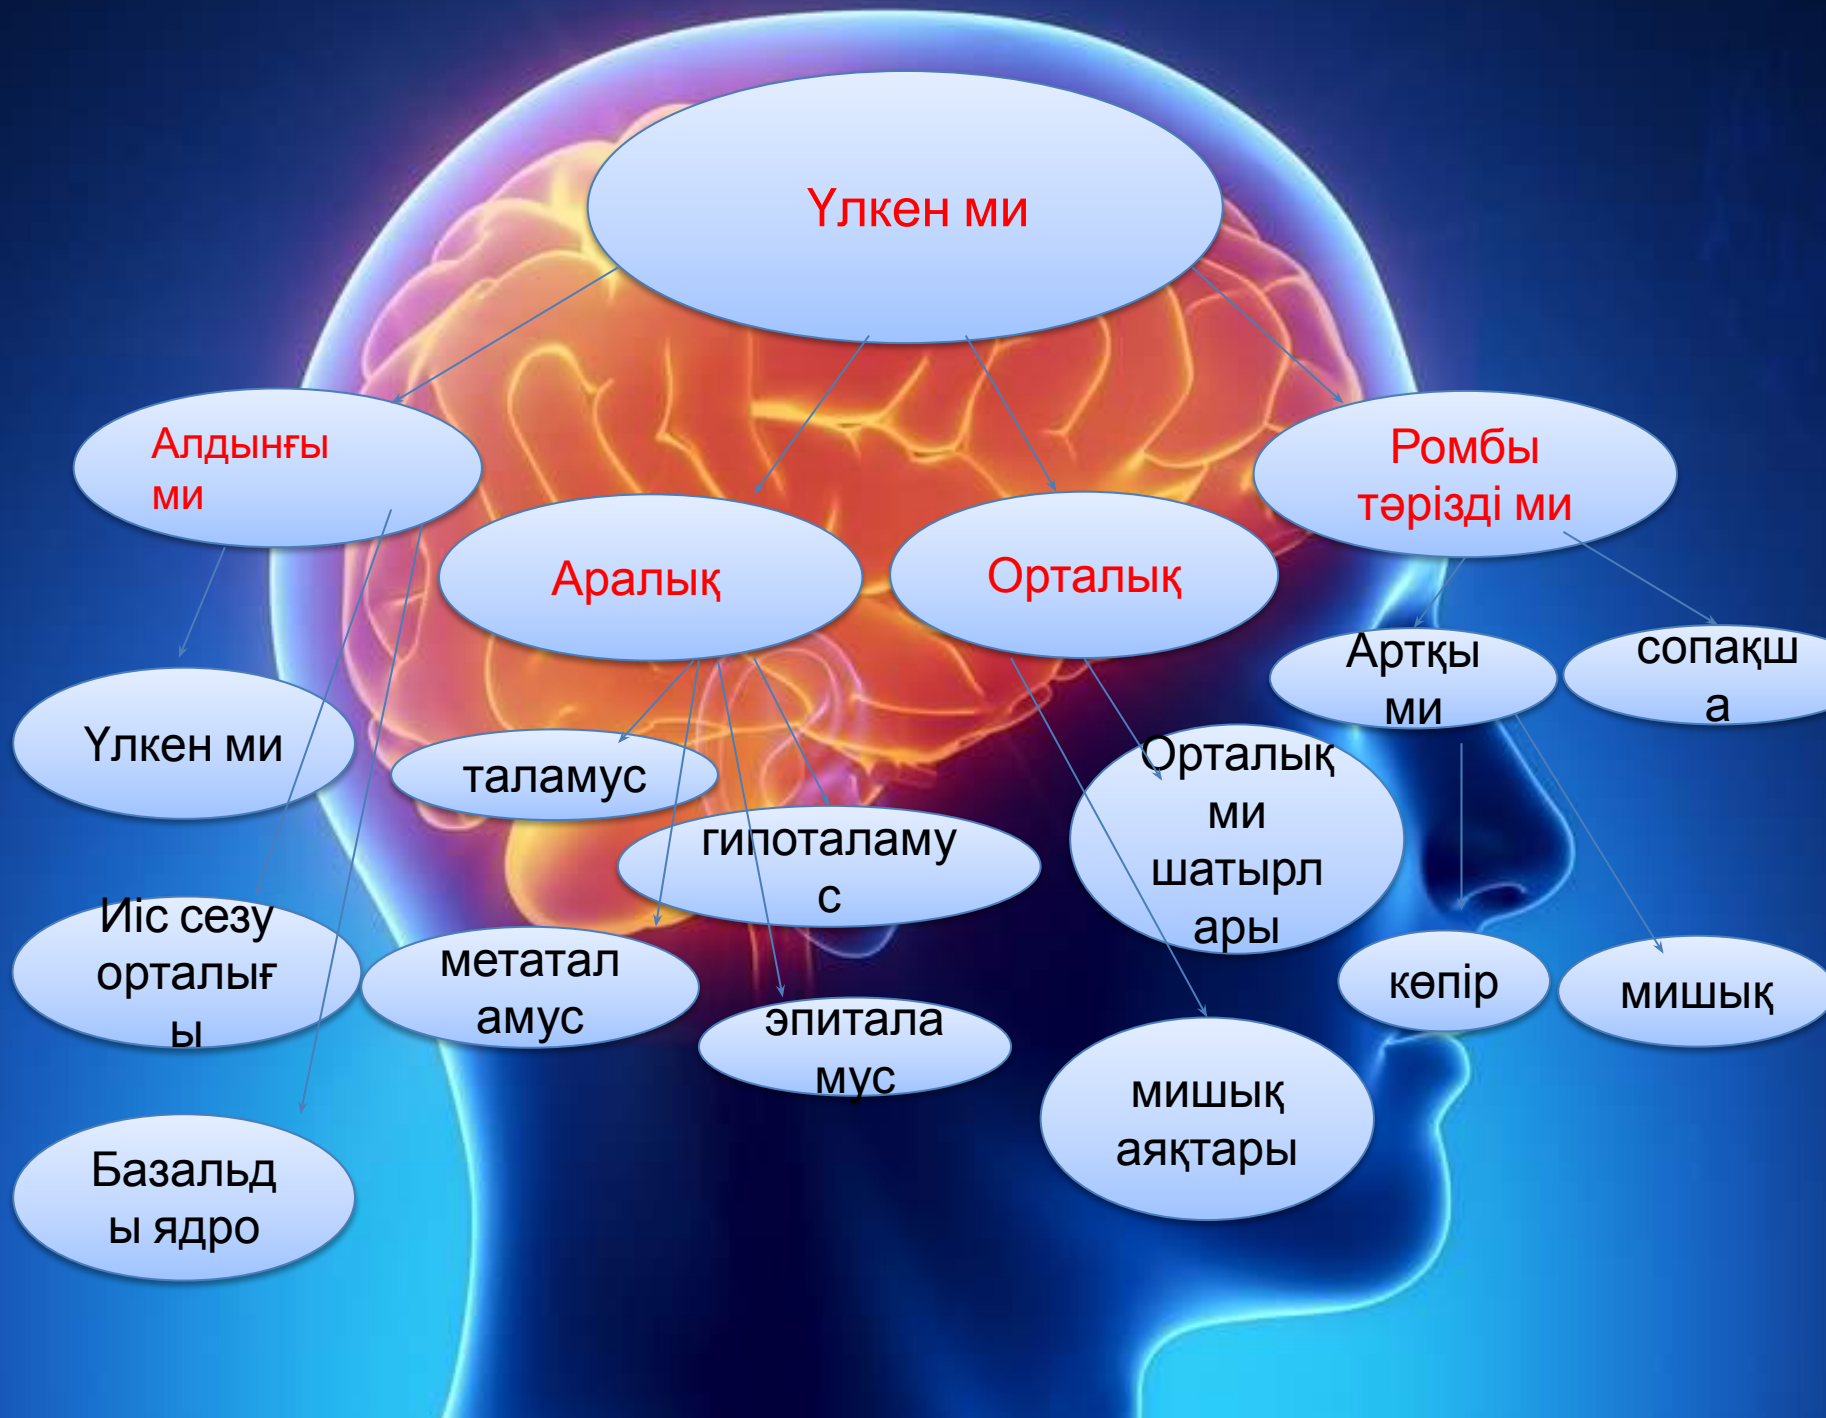 Үлкен ми
Алдынғы
ми
Аралық
Орталық
Ромбы
тәрізді ми
Үлкен ми
таламус
гипоталаму
с
Орталық
ми
шатырл
ары
Артқы
ми
сопақш
а
Иіс сезу
орталығ
ы
метатал
амус
эпитала
мус
көпір
мишық
Базальд
ы ядро
мишық
аяқтары